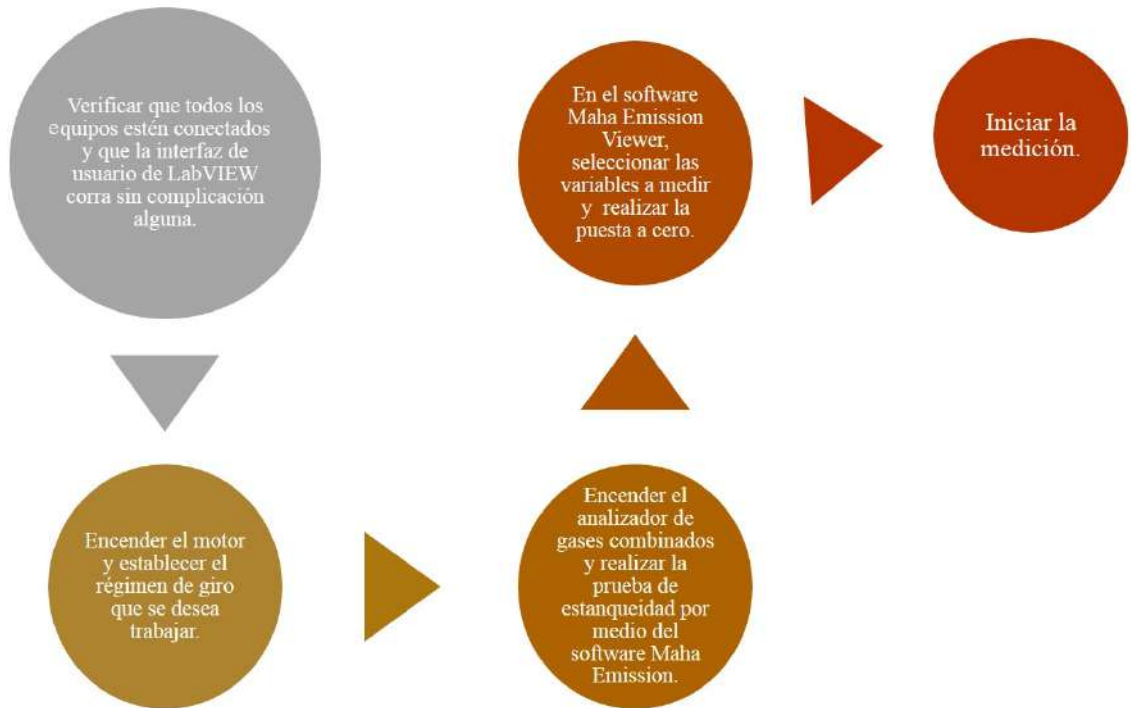 Verificar que todos los
equipos estén conectados
y que la interfaz de
usuario de LabVIEW
corra sin complicación
alguna.
Encender el motor
y establecer el
régimen de giro
que se desea
trabajar.
Encender el
analizador de
gases combinados
y realizar la
prueba de
estanqueidad por
medio del
software Maha
Emission.
En el software
Maha Emission
Viewer,
seleccionar las
variables a medir
y realizar la
puesta a cero.
Iniciar la
medición.